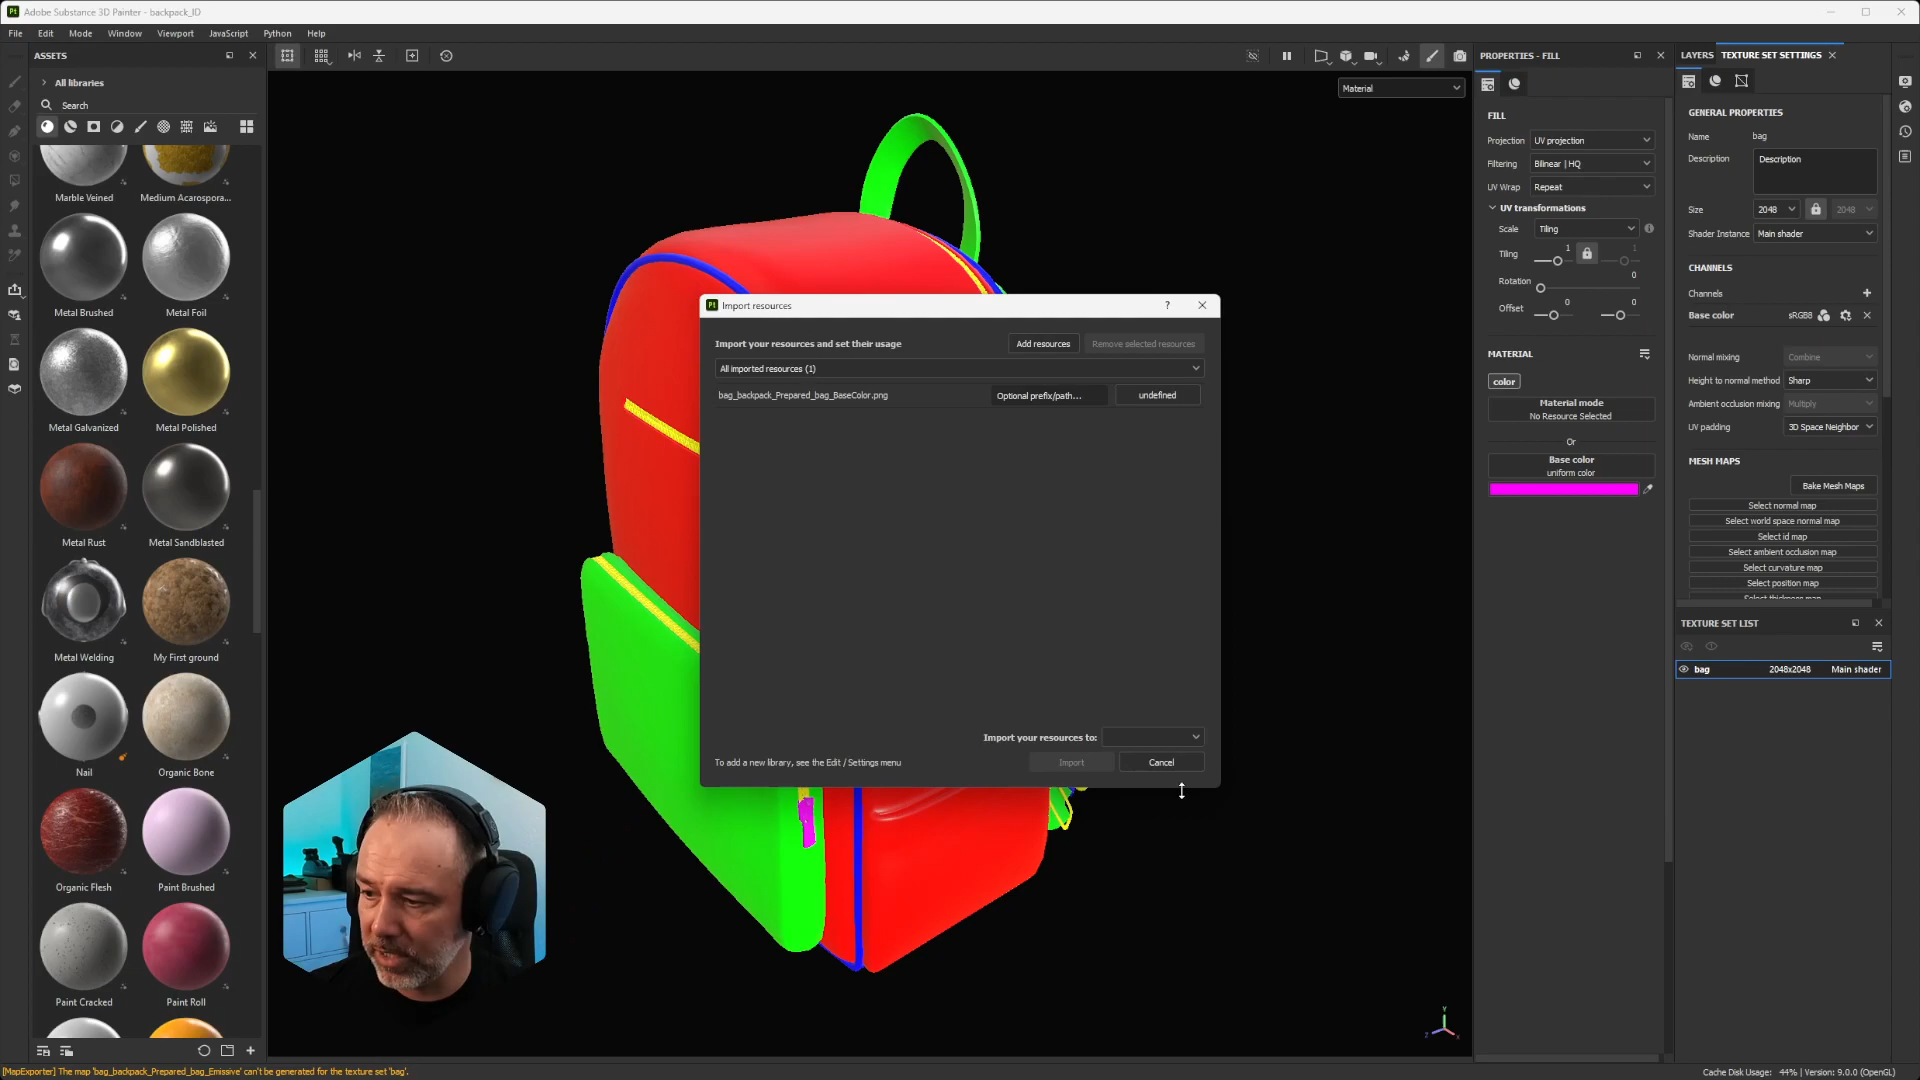 Adobe Substance 3D Painter - backpack_ID
File Edit Mode Window Viewport JavaScript Python Help
ASSETS
All libraries
Search
Marble Veined
Medium Acarospora...
Metal Brushed
Metal Foil
Metal Galvanized
Metal Polished
Metal Rust
Metal Sandblasted
Metal Welding
My First ground
Nail
Organic Bone
Organic Flesh
Paint Brushed
Paint Cracked
Paint Roll
Material
Import resources
?
Import your resources and set their usage
Add resources
Remove selected resources
All imported resources (1)
bag_backpack_Prepared_bag_BaseColor.png
Optional prefix/path...
undefined
Import your resources to:
To add a new library, see the Edit / Settings menu
Import
Cancel
PROPERTIES - FILL
FILL
Projection UV projection
Filtering Bilinear | HQ
UV Wrap Repeat
UV transformations
Scale Tiling
Tiling 1 1
Rotation 0
Offset 0 0
MATERIAL
color
Material mode
No Resource Selected
Or
Base color
uniform color
LAYERS TEXTURE SET SETTINGS
GENERAL PROPERTIES
Name bag
Description Description
Size 2048 2048
Shader Instance Main shader
CHANNELS
Channels
Base color sRGB8
Normal mixing Combine
Height to normal method Sharp
Ambient occlusion mixing Multiply
UV padding 3D Space Neighbor
MESH MAPS
Bake Mesh Maps
Select normal map
Select world space normal map
Select id map
Select ambient occlusion map
Select curvature map
Select position map
Select thickness map
TEXTURE SET LIST
bag 2048x2048 Main shader
[MapExporter] The map 'bag_backpack_Prepared_bag_Emissive' can't be generated for the texture set 'bag'.
Cache Disk Usage: 44% | Version: 9.0.0 (OpenGL)